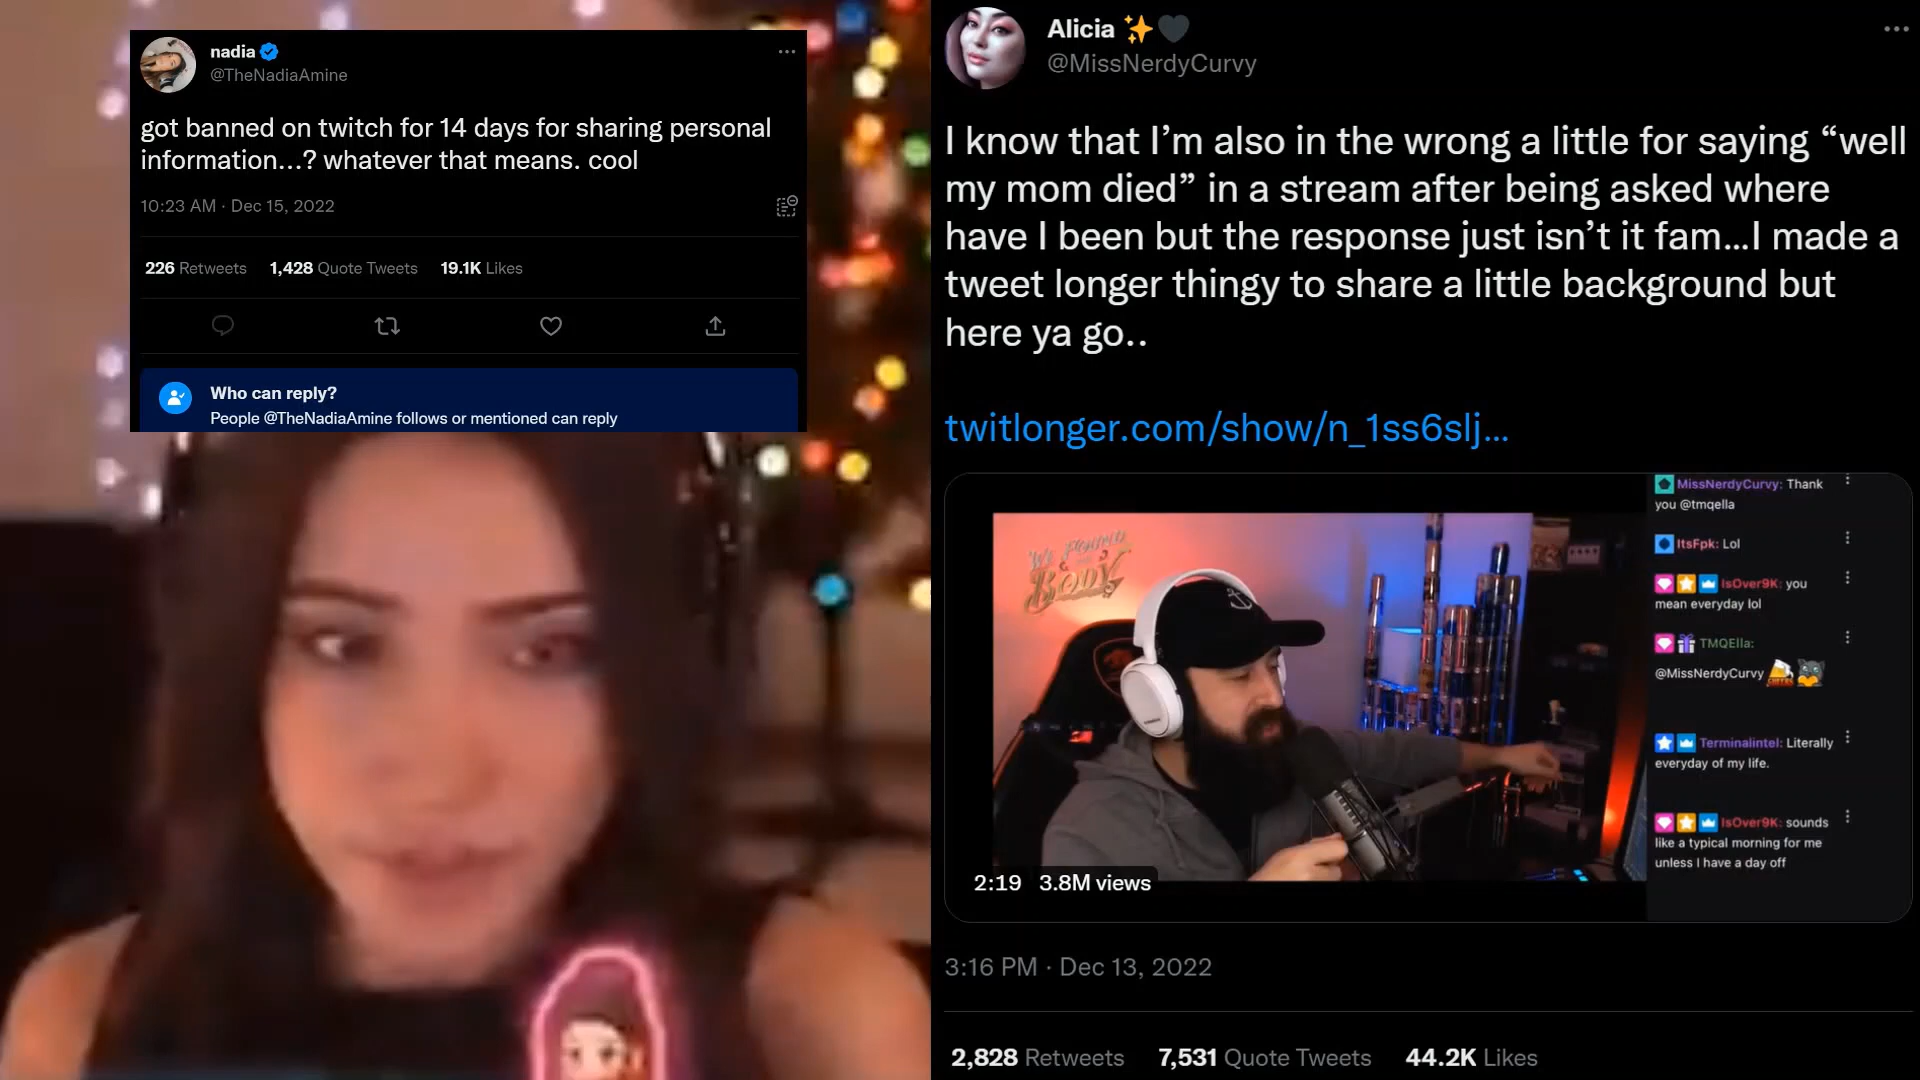 nadia
@TheNadiaAmine
got banned on twitch for 14 days for sharing personal
information...? whatever that means. cool
10:23 AM · Dec 15, 2022
226 Retweets 1,428 Quote Tweets 19.1K Likes
Who can reply?
People @TheNadiaAmine follows or mentioned can reply
Alicia ✨🖤
@MissNerdyCurvy
I know that I’m also in the wrong a little for saying “well
my mom died” in a stream after being asked where
have I been but the response just isn’t it fam...I made a
tweet longer thingy to share a little background but
here ya go..
twitlonger.com/show/n_1ss6slj...
We Found
Body
MissNerdyCurvy: Thank
you @tmqella
ItsFpk: Lol
IsOver9K: you
mean everyday lol
TMQElla:
@MissNerdyCurvy
Terminalintel: Literally
everyday of my life.
IsOver9K: sounds
like a typical morning for me
unless I have a day off
2:19 3.8M views
3:16 PM · Dec 13, 2022
2,828 Retweets 7,531 Quote Tweets 44.2K Likes